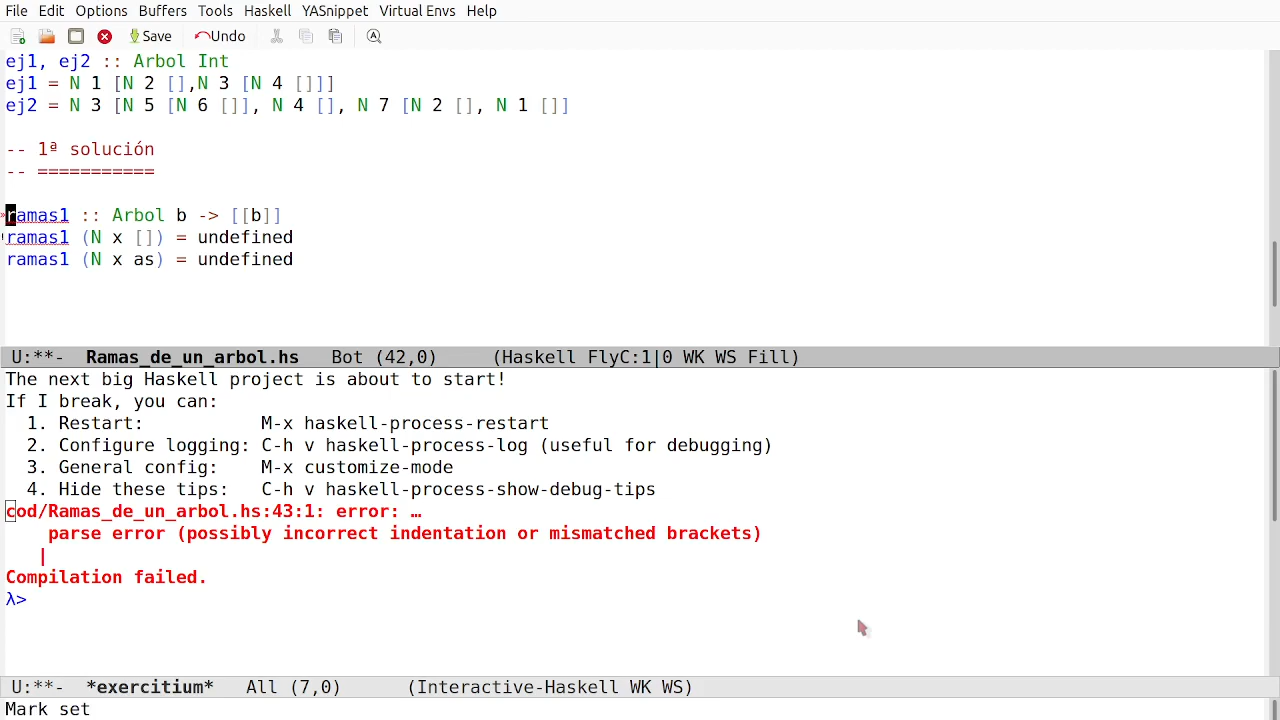 File Edit Options Buffers Tools Haskell YASnippet Virtual Envs Help
Save Undo
ej1, ej2 :: Arbol Int
ej1 = N 1 [N 2 [],N 3 [N 4 []]]
ej2 = N 3 [N 5 [N 6 []], N 4 [], N 7 [N 2 [], N 1 []]
-- 1ª solución
-- ===========
ramas1 :: Arbol b -> [[b]]
ramas1 (N x []) = undefined
ramas1 (N x as) = undefined
U:**- Ramas_de_un_arbol.hs Bot (42,0) (Haskell FlyC:1|0 WK WS Fill)
The next big Haskell project is about to start!
If I break, you can:
1. Restart: M-x haskell-process-restart
2. Configure logging: C-h v haskell-process-log (useful for debugging)
3. General config: M-x customize-mode
4. Hide these tips: C-h v haskell-process-show-debug-tips
cod/Ramas_de_un_arbol.hs:43:1: error: …
parse error (possibly incorrect indentation or mismatched brackets)
|
Compilation failed.
λ>
U:**- *exercitium* All (7,0) (Interactive-Haskell WK WS)
Mark set